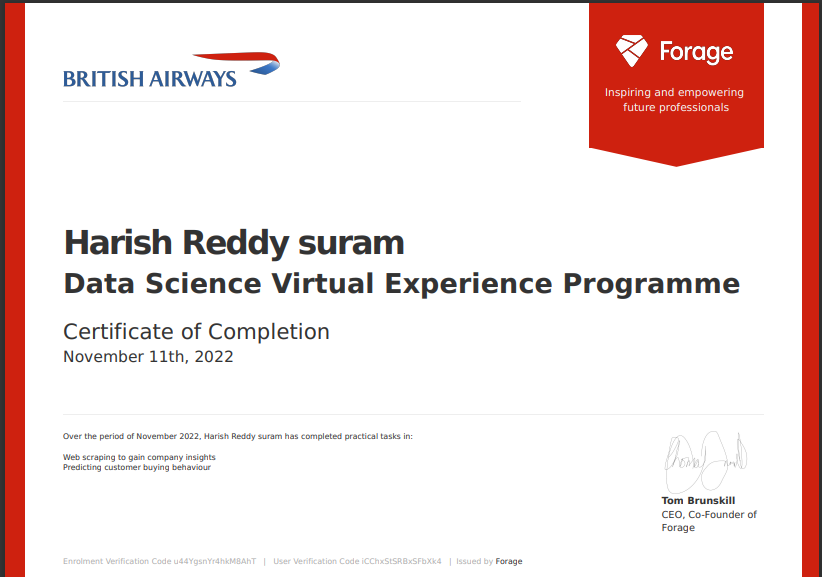 BRITISH AIRWAYS
Forage
Inspiring and empowering
future professionals
Harish Reddy suram
Data Science Virtual Experience Programme
Certificate of Completion
November 11th, 2022
Over the period of November 2022, Harish Reddy suram has completed practical tasks in:
Web scraping to gain company insights
Predicting customer buying behaviour
Tom Brunskill
CEO, Co-Founder of
Forage
Enrolment Verification Code u44YgsnYr4hkM8AhT | User Verification Code iCChxStSRBxSFbXk4 | Issued by Forage